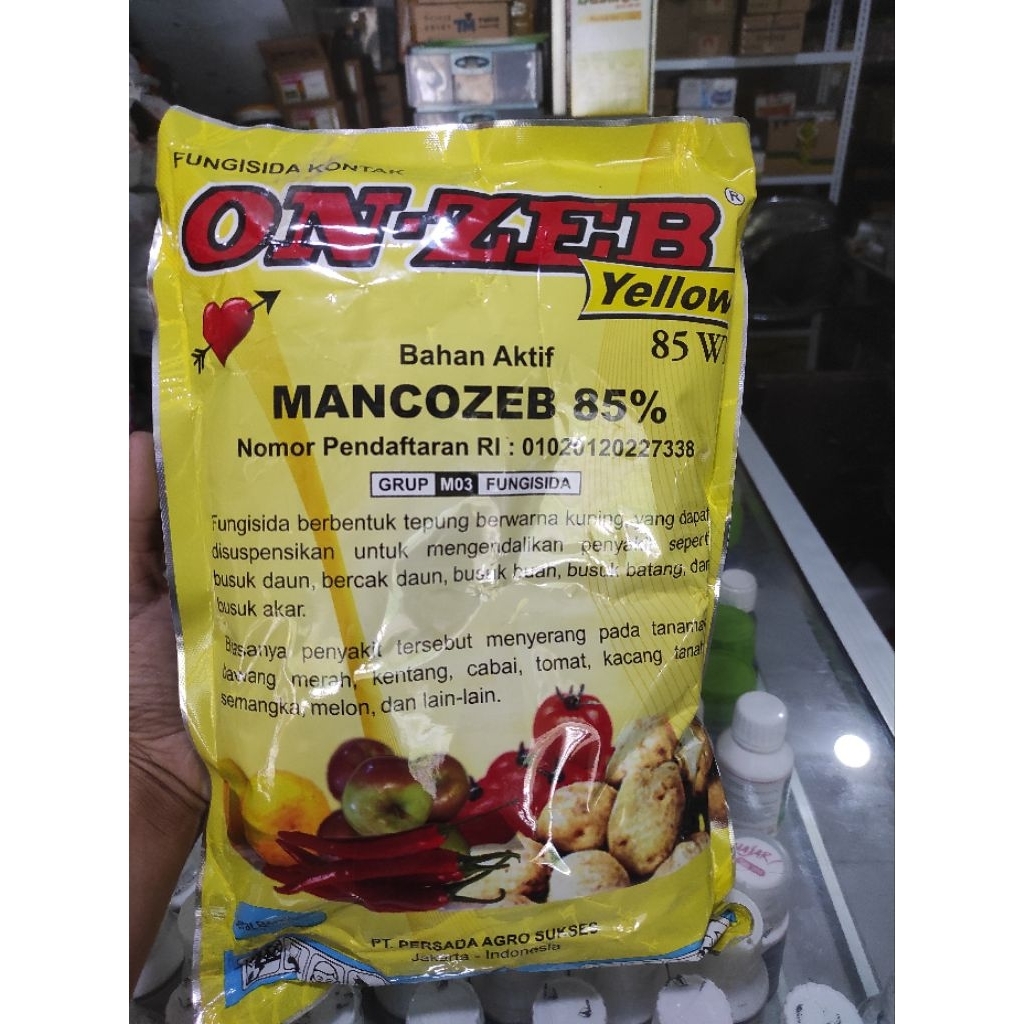 FUNGISIDA KONTAK
ON-ZEB
®
Yellow
85 W
Bahan Aktif
MANCOZEB 85%
Nomor Pendaftaran RI : 01020120227338
GRUP M03 FUNGISIDA
Fungisida berbentuk tepung berwarna kuning, yang dapat
disuspensikan untuk mengendalikan penyakit sepert
busuk daun, bercak daun, busuk buah, busuk batang, dan
busuk akar.
Biasanya penyakit tersebut menyerang pada tanama
bawang merah, kentang, cabai, tomat, kacang tanah
semangka, melon, dan lain-lain.
PT. PERSADA AGRO SUKSES
Jakarta - Indonesia